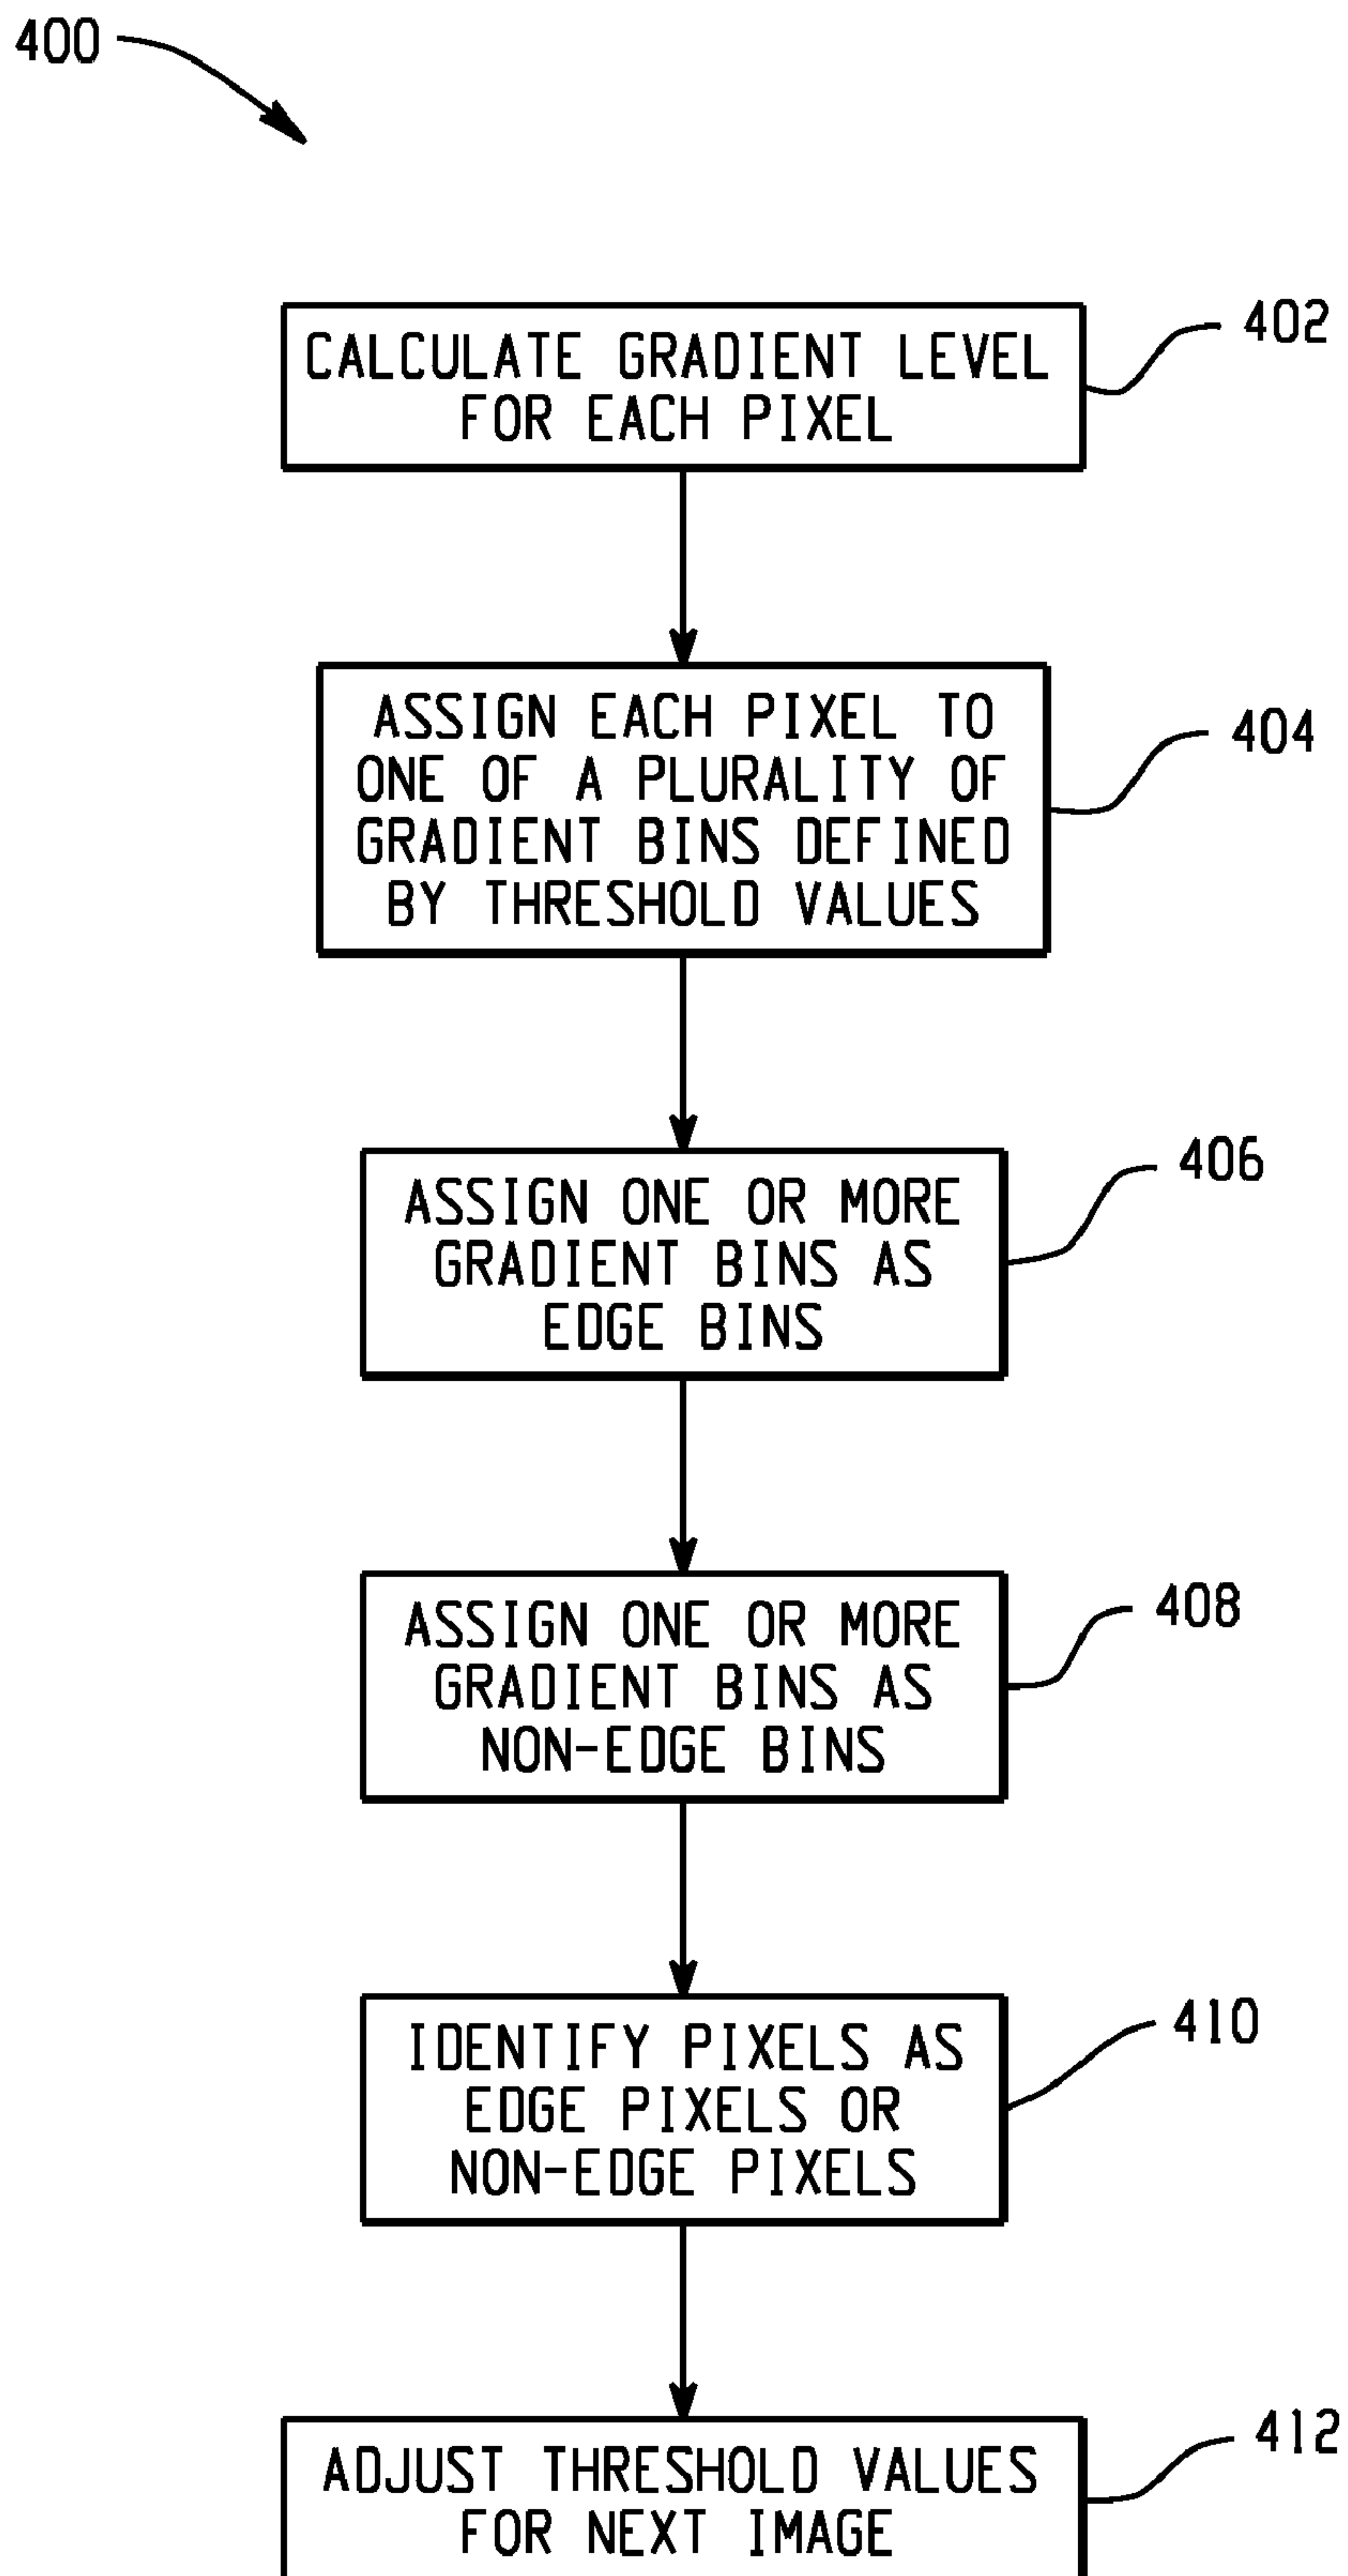 400
402
CALCULATE GRADIENT LEVEL
FOR EACH PIXEL
404
ASSIGN EACH PIXEL TO
ONE OF A PLURALITY OF
GRADIENT BINS DEFINED
BY THRESHOLD VALUES
406
ASSIGN ONE OR MORE
GRADIENT BINS AS
EDGE BINS
408
ASSIGN ONE OR MORE
GRADIENT BINS AS
NON-EDGE BINS
410
IDENTIFY PIXELS AS
EDGE PIXELS OR
NON-EDGE PIXELS
412
ADJUST THRESHOLD VALUES
FOR NEXT IMAGE